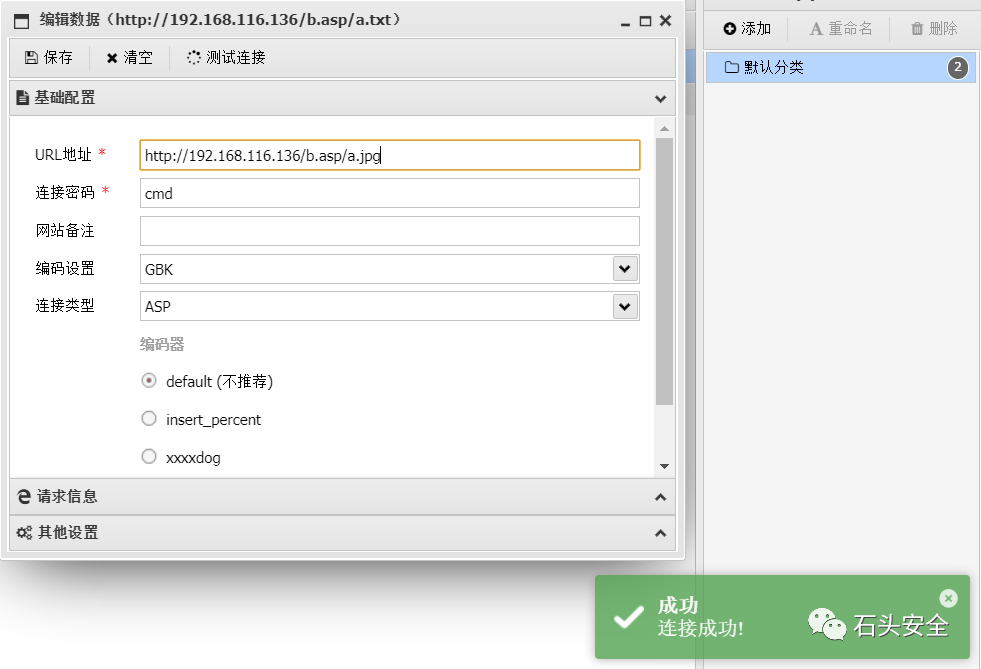 编辑数据（http://192.168.116.136/b.asp/a.txt）
保存 清空 测试连接
基础配置
URL地址 * http://192.168.116.136/b.asp/a.jpg
连接密码 * cmd
网站备注
编码设置 GBK
连接类型 ASP
编码器
default (不推荐)
insert_percent
xxxxdog
请求信息
其他设置
添加 重命名 删除
默认分类 2
成功
连接成功!
石头安全